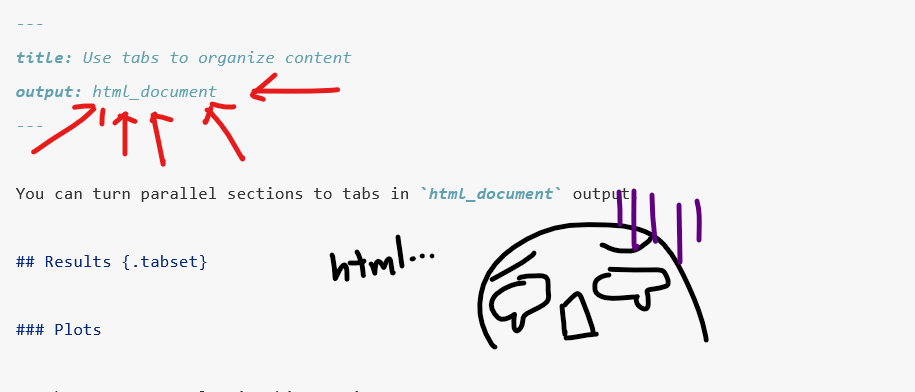 ---
title: Use tabs to organize content
output: html_document
---
You can turn parallel sections to tabs in `html_document` output.
## Results {.tabset}
html...
### Plots